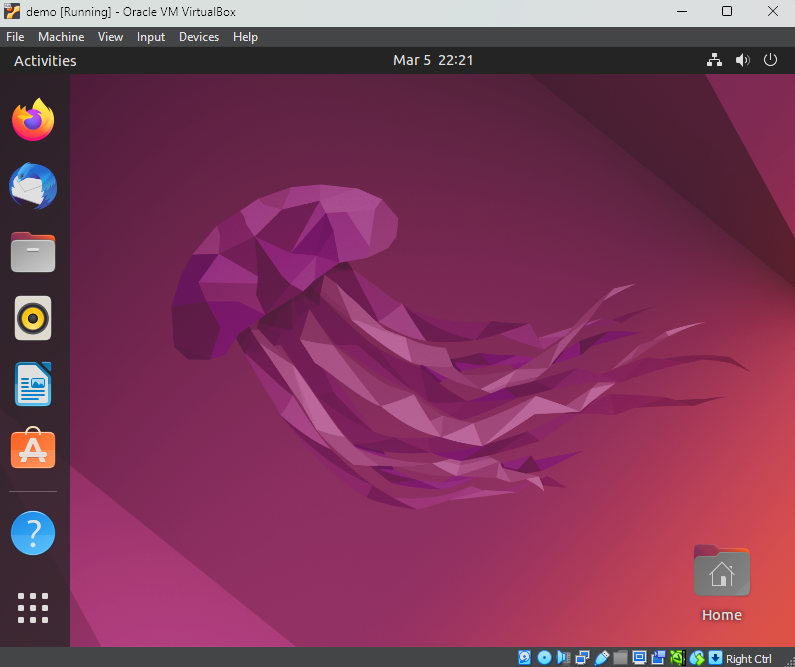 demo [Running] - Oracle VM VirtualBox
File Machine View Input Devices Help
Activities
Mar 5 22:21
?
Home
Right Ctrl